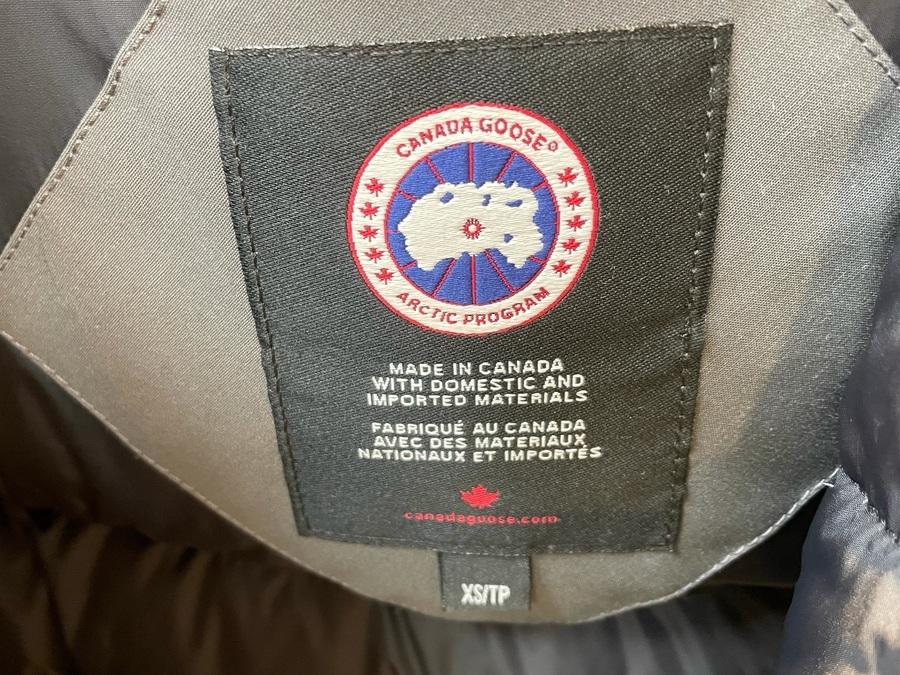 CANADA GOOSE®
ARCTIC PROGRAM
MADE IN CANADA
WITH DOMESTIC AND
IMPORTED MATERIALS
FABRIQUÉ AU CANADA
AVEC DES MATERIAUX
NATIONAUX ET IMPORTÉS
canadagoose.com
XS/TP